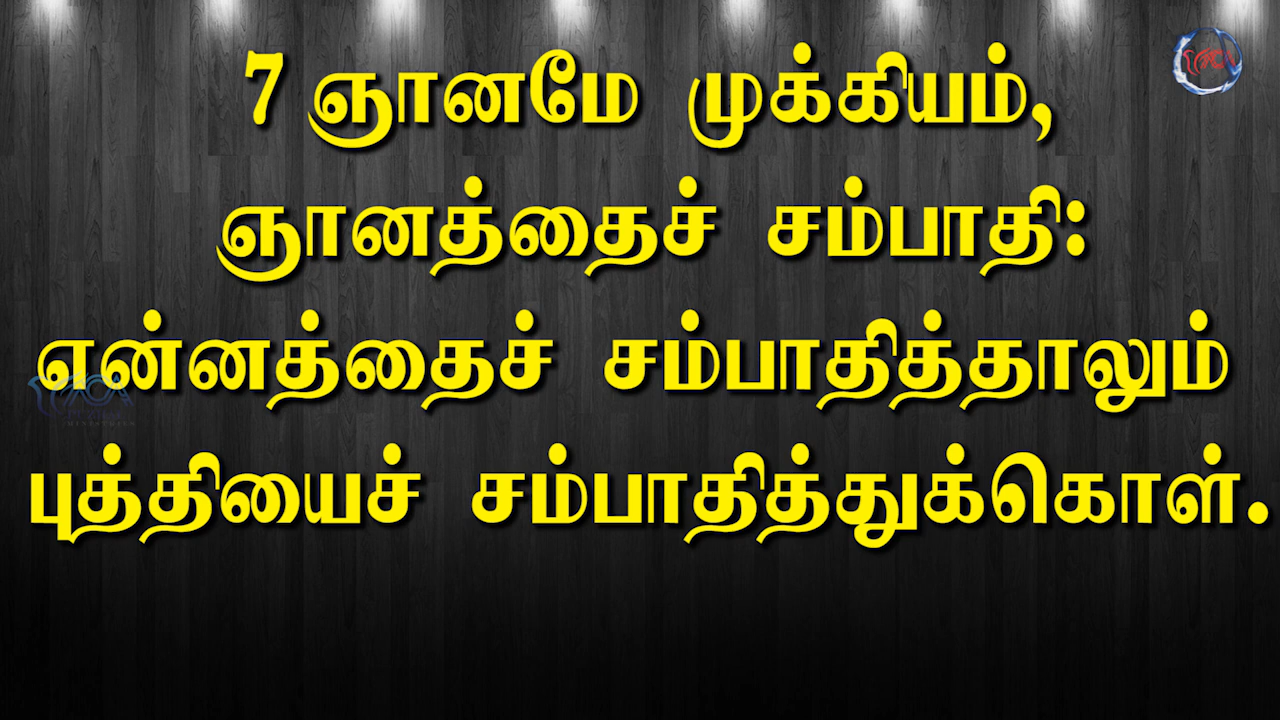 7 ஞானமே முக்கியம்,
ஞானத்தைச் சம்பாதி:
என்னத்தைச் சம்பாதித்தாலும்
புத்தியைச் சம்பாதித்துக்கொள்.